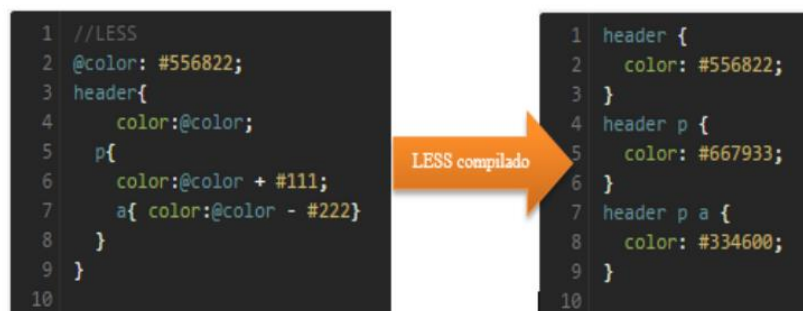 1 //LESS
2 @color: #556822;
3 header{
4 color:@color;
5 p{
6 color:@color + #111;
7 a{ color:@color - #222}
8 }
9 }
10
LESS compilado
1 header {
2 color: #556822;
3 }
4 header p {
5 color: #667933;
6 }
7 header p a {
8 color: #334600;
9 }
10